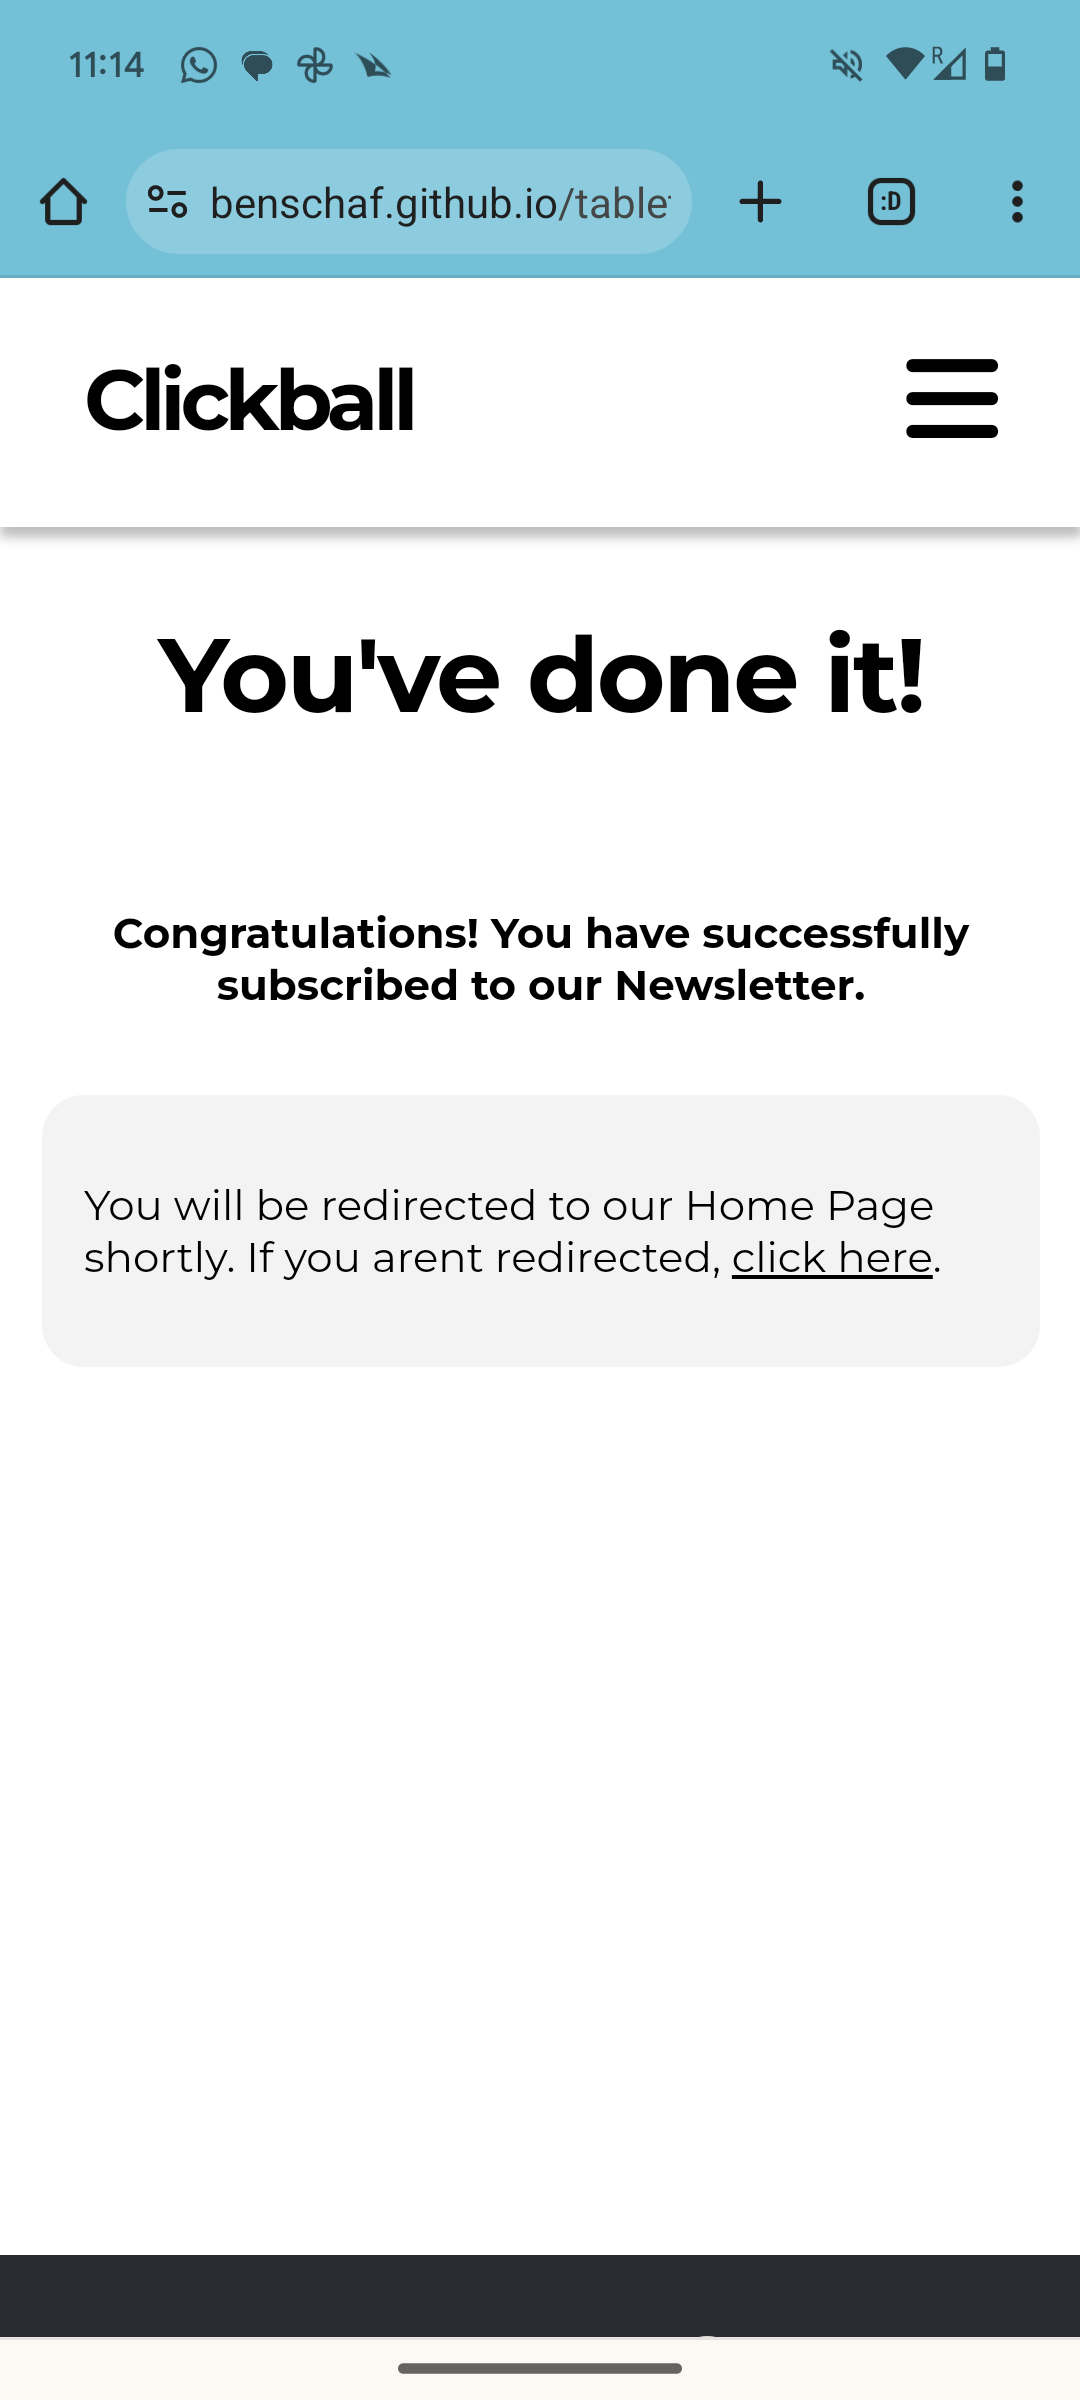 11:14
R
benschaf.github.io/table
:D
Clickball
You've done it!
Congratulations! You have successfully
subscribed to our Newsletter.
You will be redirected to our Home Page
shortly. If you arent redirected, click here.